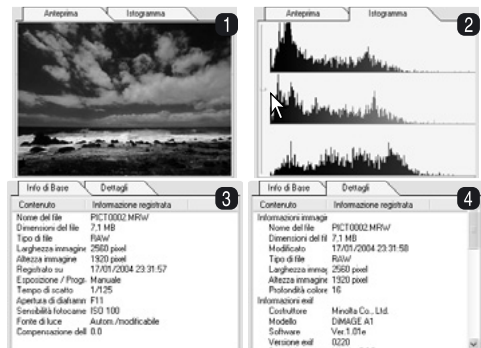 Anteprima Istogramma 1
Anteprima Istogramma 2
Info di Base Dettagli 3
Contenuto Informazione registrata
Nome del file PICT0002.MRW
Dimensioni del file 7,1 MB
Tipo di file RAW
Larghezza immagine 2560 pixel
Altezza immagine 1920 pixel
Registrato su 17/01/2004 23:31:57
Esposizione / Progr. Manuale
Tempo di scatto 1/125
Apertura di diaframm F11
Sensibilità fotocame ISO 100
Fonte di luce Autom./modificabile
Compensazione dell 0.0
Info di Base Dettagli 4
Contenuto Informazione registrata
Informazioni immagi
Nome del file PICT0002.MRW
Dimensioni del fil 7,1 MB
Modificato 17/01/2004 23:31:58
Tipo di file RAW
Larghezza immag 2560 pixel
Altezza immagine 1920 pixel
Profondità colore 16
Informazioni exif
Costruttore Minolta Co., Ltd.
Modello DiMAGE A1
Software Ver.1.01e
Versione exif 0220